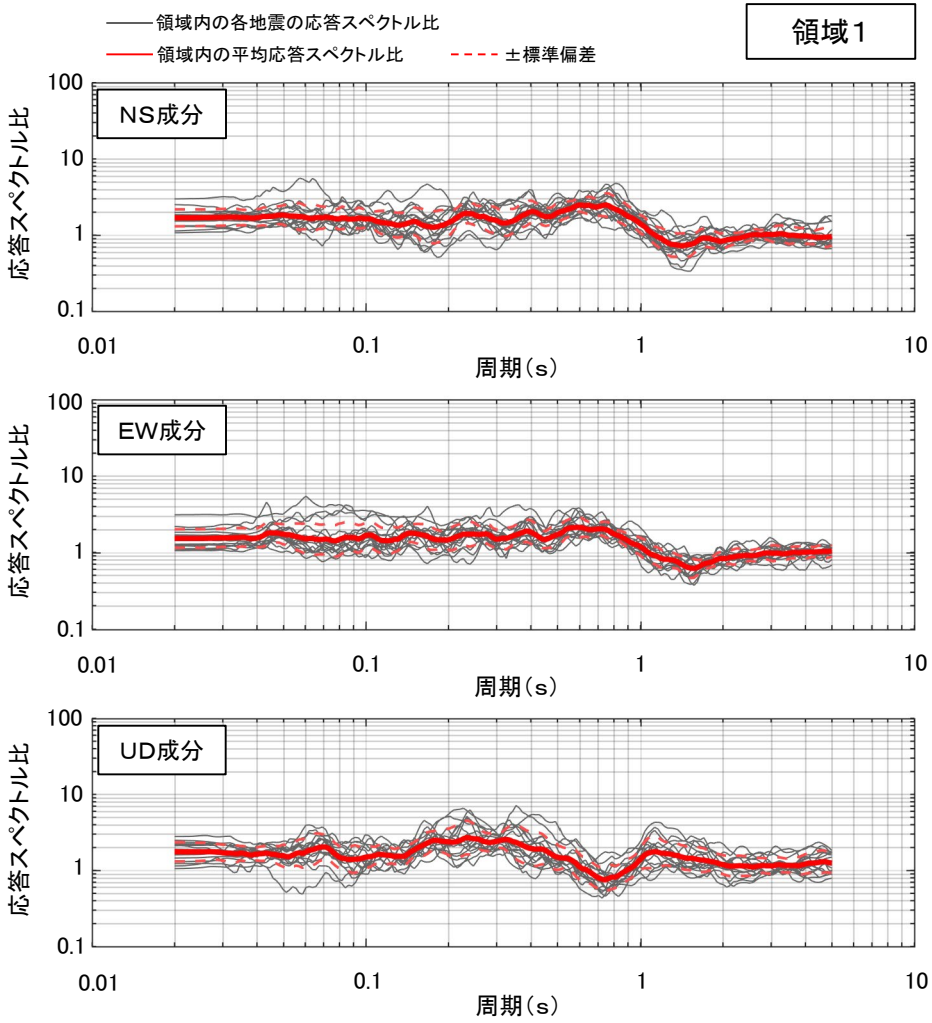 領域内の各地震の応答スペクトル比
領域1
領域内の平均応答スペクトル比 ±標準偏差
応答スペクトル比
NS成分
100
10
1
0.1
0.01 0.1 1 10
周期(s)
応答スペクトル比
EW成分
100
10
1
0.1
0.01 0.1 1 10
周期(s)
応答スペクトル比
UD成分
100
10
1
0.1
0.01 0.1 1 10
周期(s)